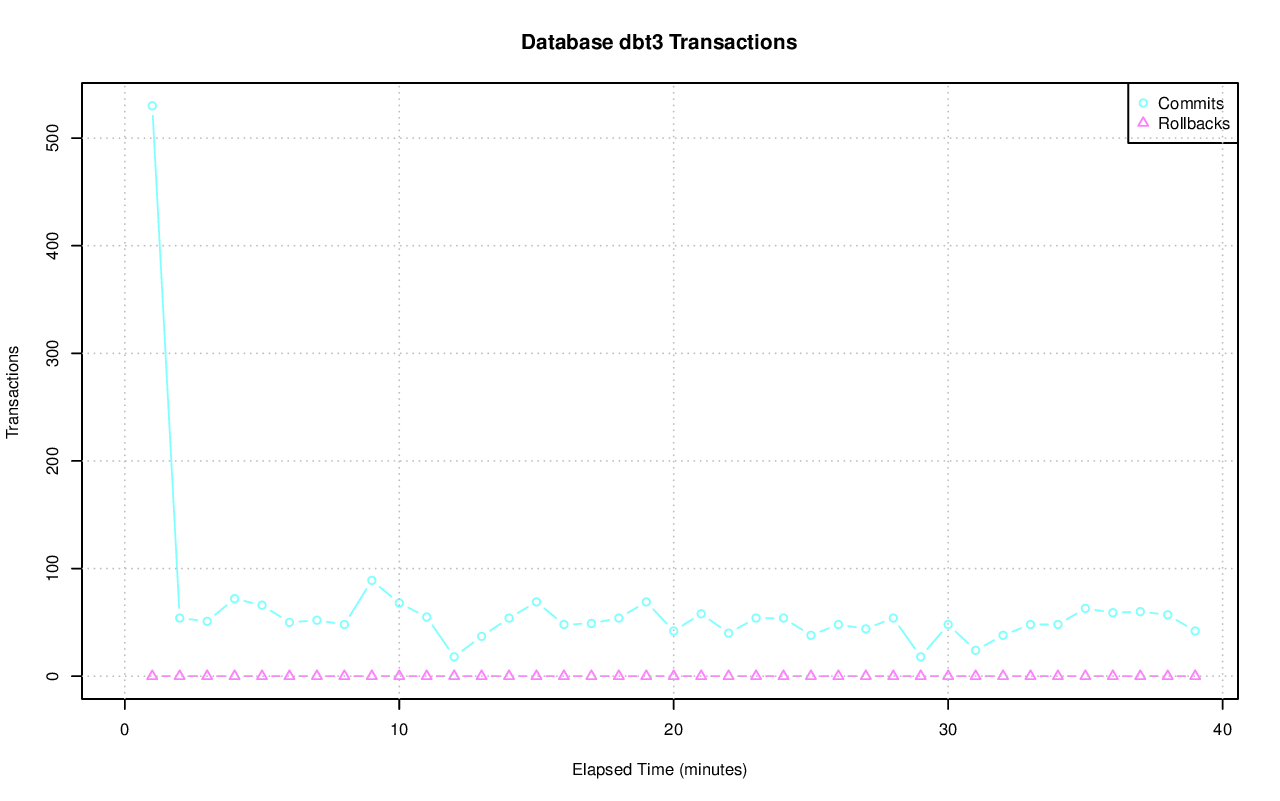 Database dbt3 Transactions
Commits
Rollbacks
500
400
300
200
100
0
Transactions
0 10 20 30 40
Elapsed Time (minutes)